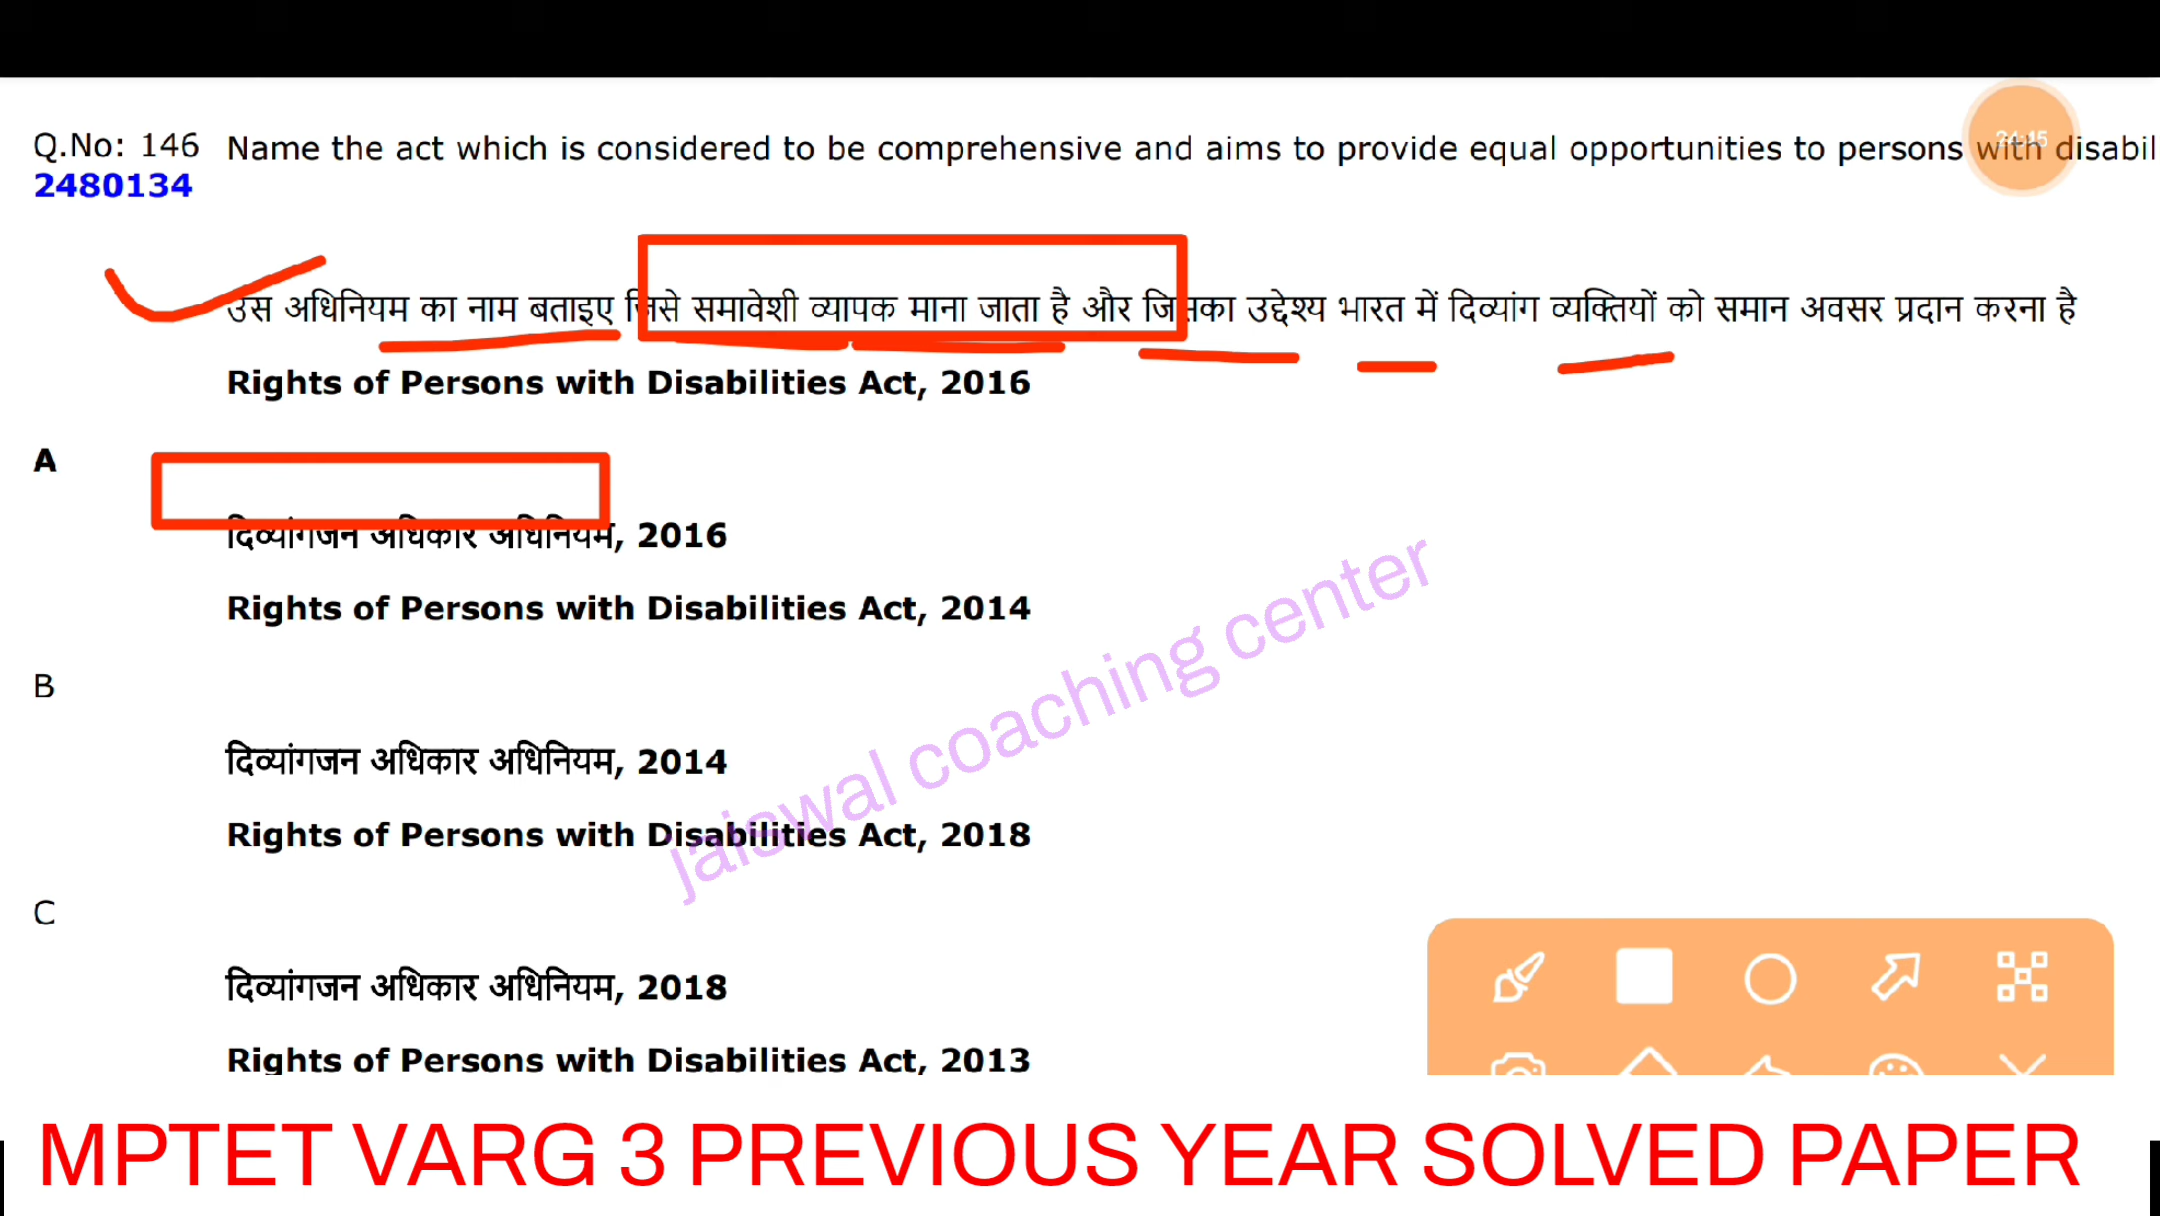 Q.No: 146 Name the act which is considered to be comprehensive and aims to provide equal opportunities to persons with disabil
24:15
2480134
उस अधिनियम का नाम बताइए जिसे समावेशी व्यापक माना जाता है और जिसका उद्देश्य भारत में दिव्यांग व्यक्तियों को समान अवसर प्रदान करना है
Rights of Persons with Disabilities Act, 2016
A
दिव्यांगजन अधिकार अधिनियम, 2016
Rights of Persons with Disabilities Act, 2014
B
दिव्यांगजन अधिकार अधिनियम, 2014
Rights of Persons with Disabilities Act, 2018
C
दिव्यांगजन अधिकार अधिनियम, 2018
Rights of Persons with Disabilities Act, 2013
jaiswal coaching center
MPTET VARG 3 PREVIOUS YEAR SOLVED PAPER